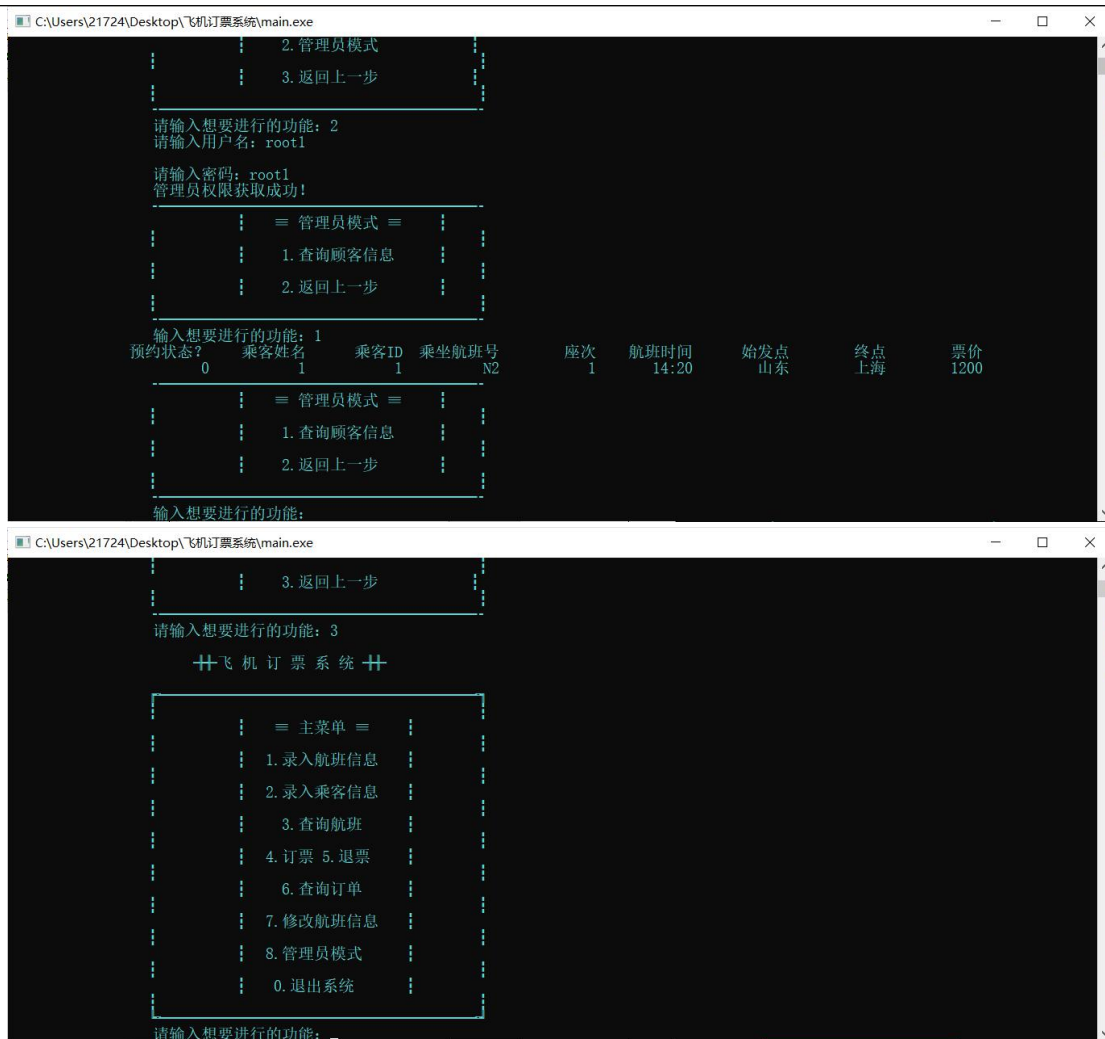 C:\Users\21724\Desktop\飞机订票系统\main.exe
2.管理员模式
3.返回上一步
请输入想要进行的功能：2
请输入用户名：root1
请输入密码：root1
管理员权限获取成功！
≡ 管理员模式 ≡
1.查询顾客信息
2.返回上一步
输入想要进行的功能：1
预约状态？ 乘客姓名 乘客ID 乘坐航班号 座次 航班时间 始发点 终点 票价
0 1 1 N2 1 14:20 山东 上海 1200
≡ 管理员模式 ≡
1.查询顾客信息
2.返回上一步
输入想要进行的功能：
C:\Users\21724\Desktop\飞机订票系统\main.exe
3.返回上一步
请输入想要进行的功能：3
╫飞 机 订 票 系 统╫
≡ 主菜单 ≡
1.录入航班信息
2.录入乘客信息
3.查询航班
4.订票 5.退票
6.查询订单
7.修改航班信息
8.管理员模式
0.退出系统
请输入想要进行的功能：_